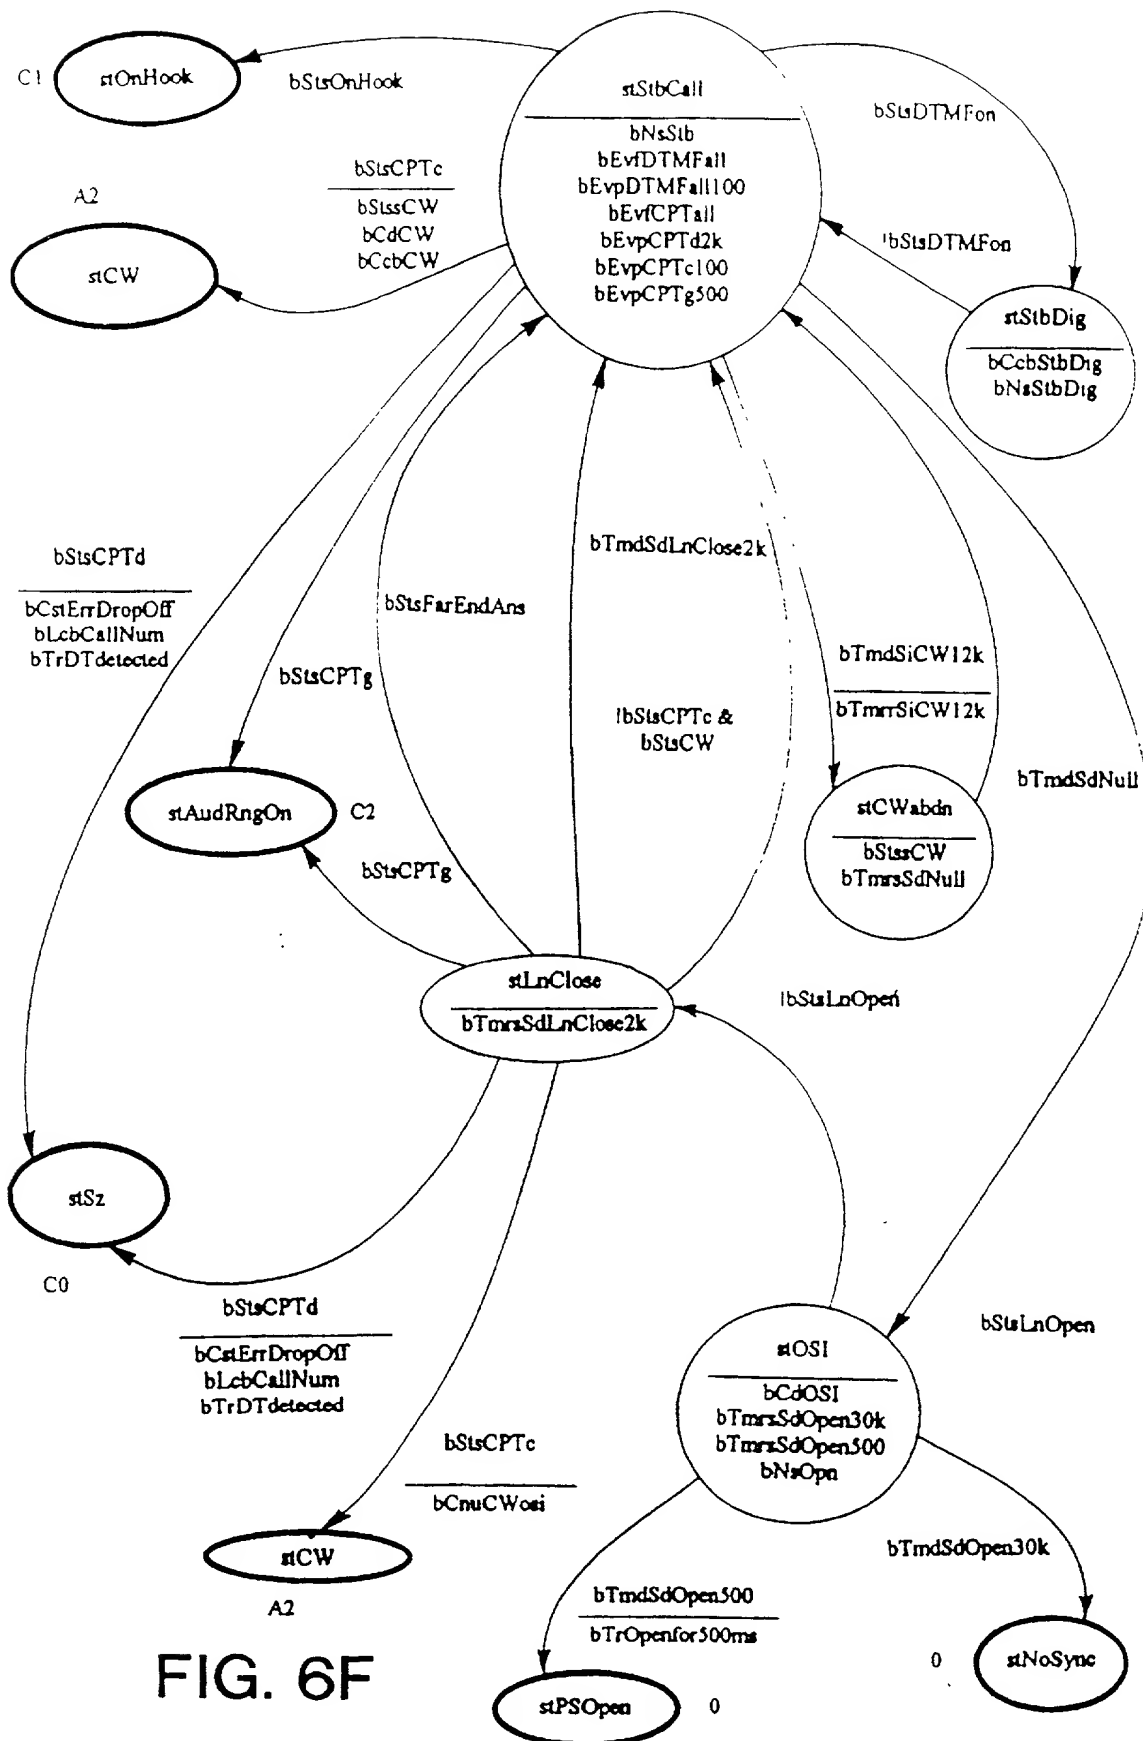 C1
stOnHook
bStsOnHook
stStbCall
bNsStb
bEvfDTMFall
bEvpDTMFall100
bEvfCPTall
bEvpCPTd2k
bEvpCPTc100
bEvpCPTg500
bStsDTMFon
!bStsDTMFon
stStbDig
bCcbStbDig
bNsStbDig
A2
stCW
bStsCPTc
bStssCW
bCdCW
bCcbCW
bStsCPTd
bCstErrDropOff
bLcbCallNum
bTrDTdetected
bStsCPTg
bStsFarEndAns
bTmdSdLnClose2k
!bStsCPTc &
bStsCW
bTmdSiCW12k
bTmrrSiCW12k
bTmdSdNull
stAudRngOn
C2
bStsCPTg
stCWabdn
bStssCW
bTmrsSdNull
stLnClose
bTmrsSdLnClose2k
!bStsLnOpen
stSz
C0
bStsCPTd
bCstErrDropOff
bLcbCallNum
bTrDTdetected
bStsLnOpen
stOSI
bCdOSI
bTmrsSdOpen30k
bTmrsSdOpen500
bNsOpn
bStsCPTc
bCnuCWosi
stCW
A2
bTmdSdOpen500
bTrOpenfor500ms
bTmdSdOpen30k
stPSOpen
0
0
stNoSync
FIG. 6F